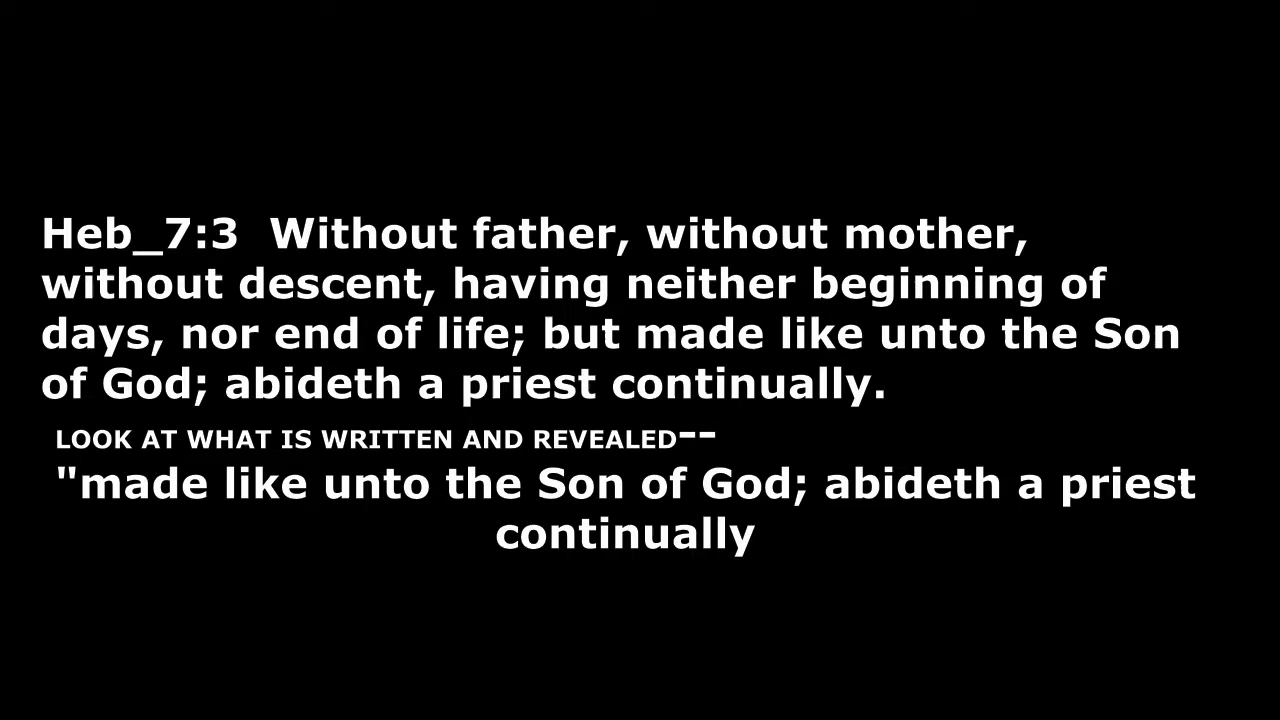 Heb_7:3  Without father, without mother,
without descent, having neither beginning of
days, nor end of life; but made like unto the Son
of God; abideth a priest continually.
LOOK AT WHAT IS WRITTEN AND REVEALED--
"made like unto the Son of God; abideth a priest
continually